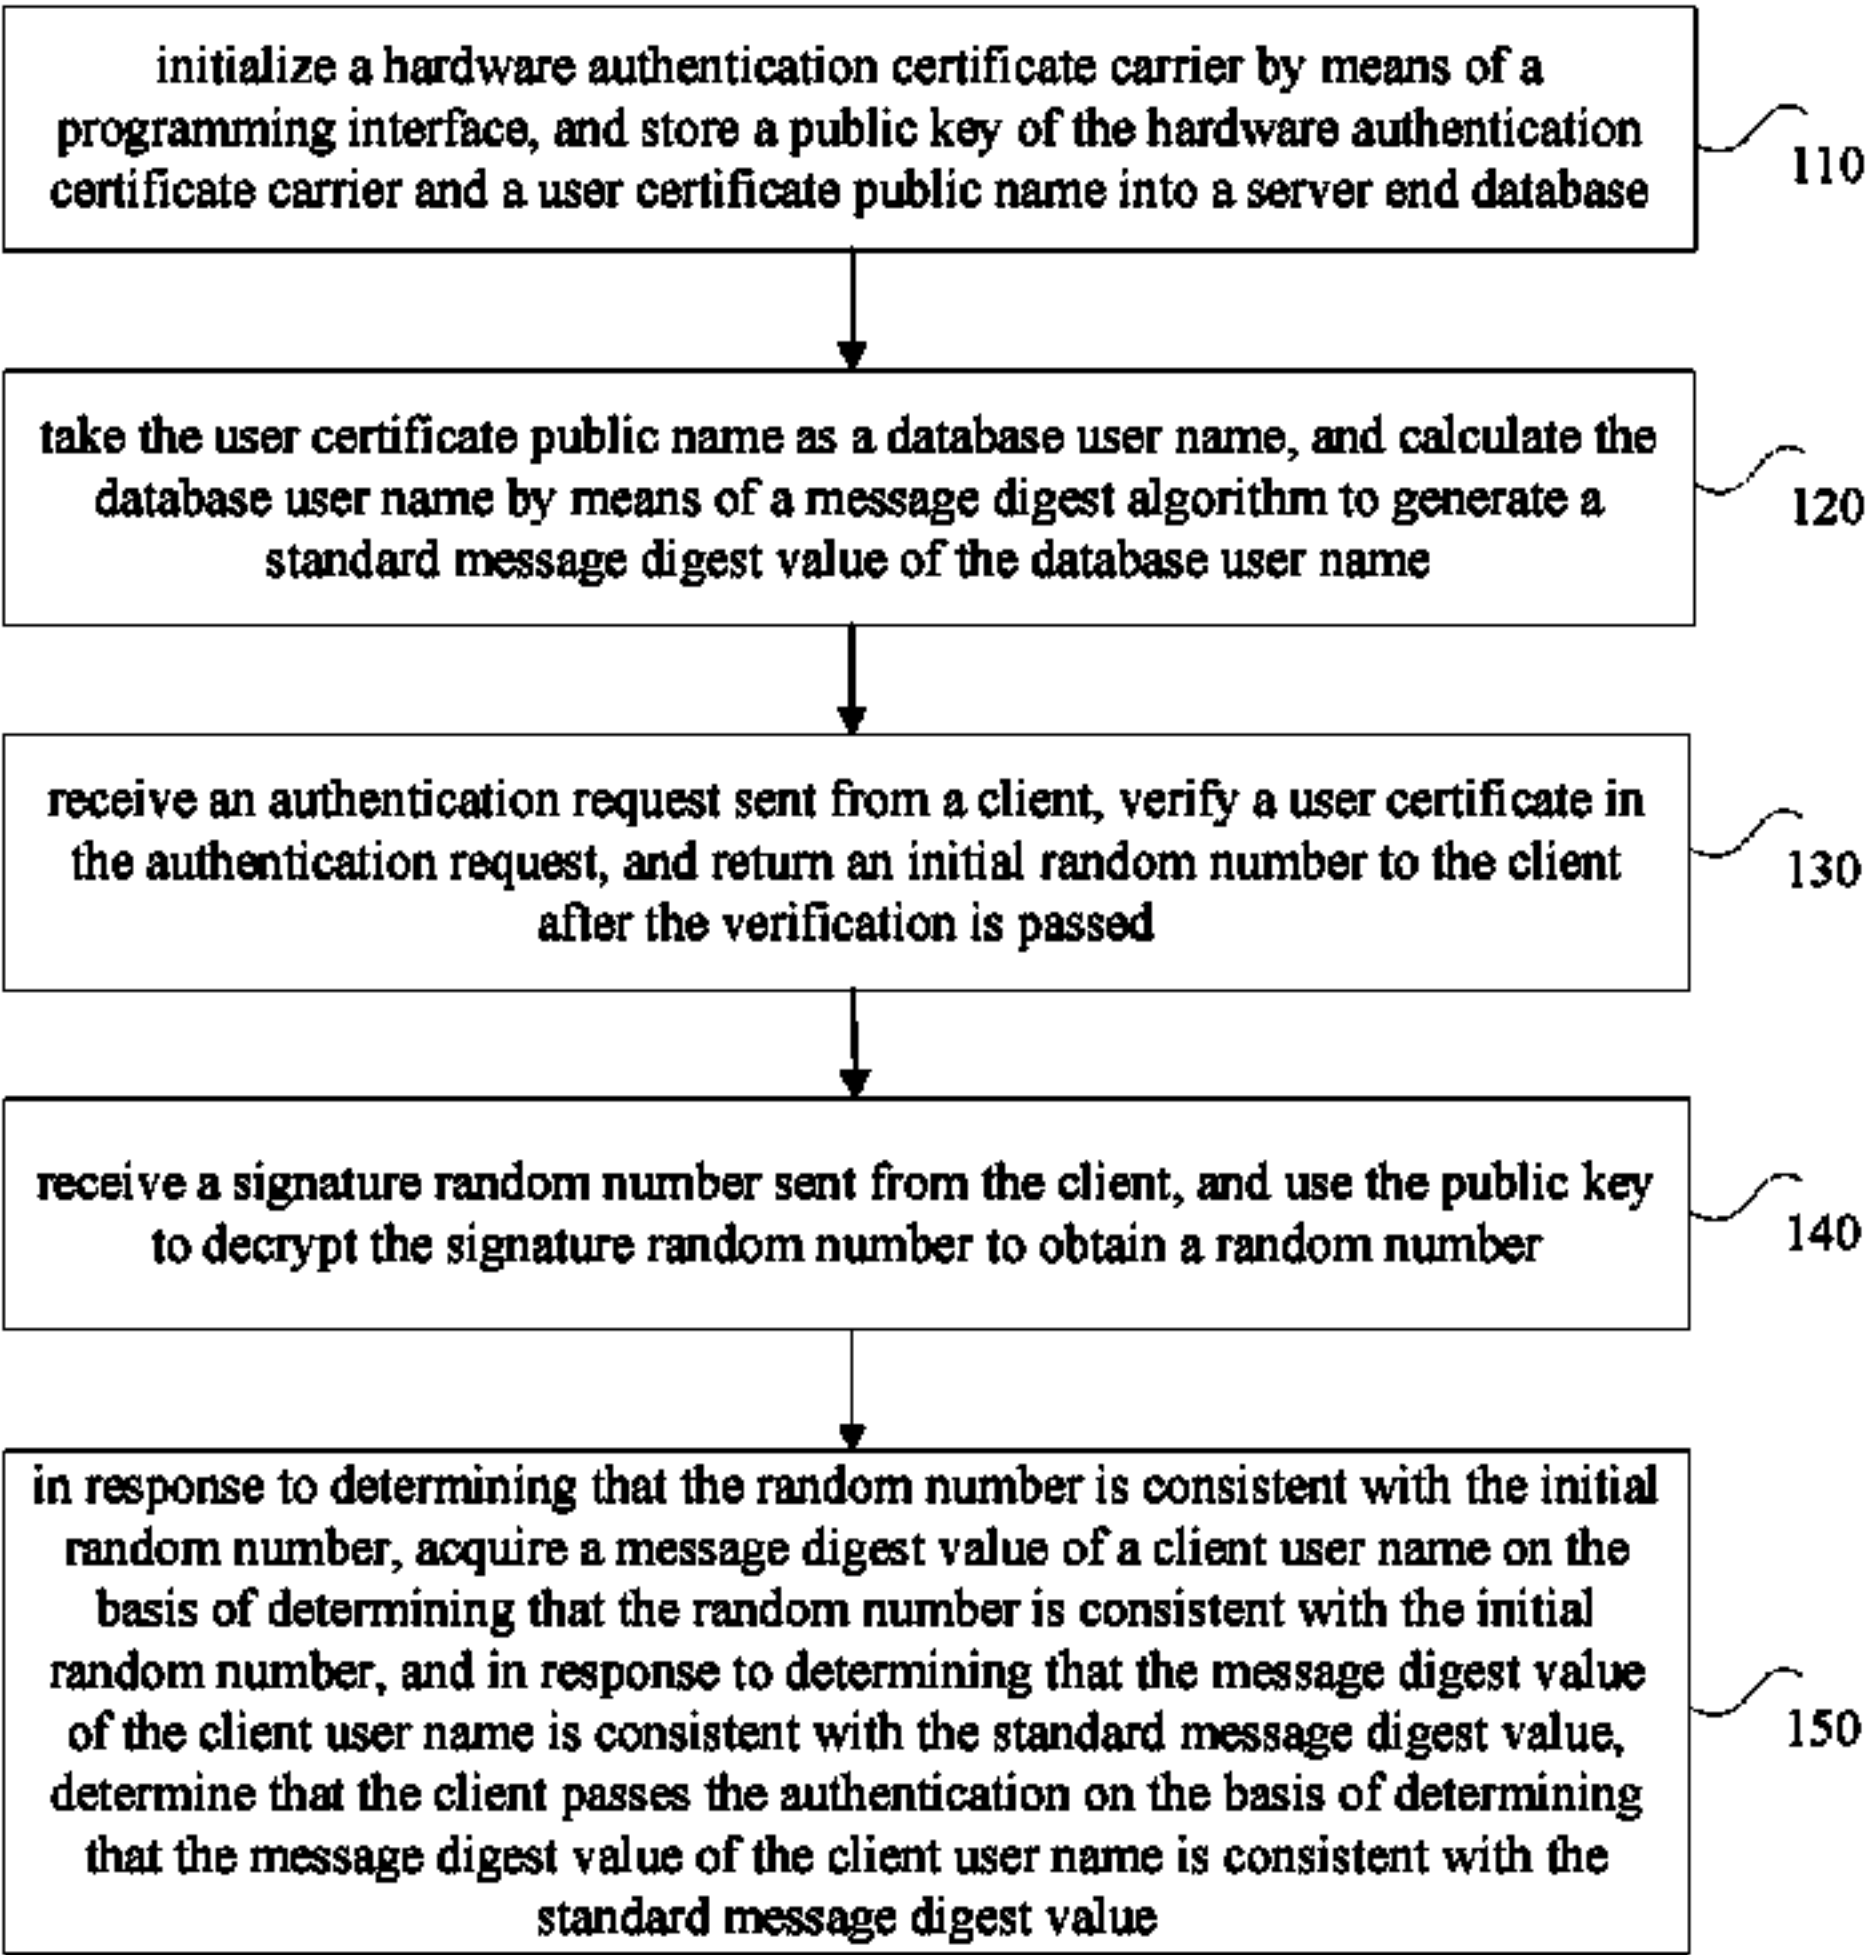 initialize a hardware authentication certificate carrier by means of a
programming interface, and store a public key of the hardware authentication
certificate carrier and a user certificate public name into a server end database
110
take the user certificate public name as a database user name, and calculate the
database user name by means of a message digest algorithm to generate a
standard message digest value of the database user name
120
receive an authentication request sent from a client, verify a user certificate in
the authentication request, and return an initial random number to the client
after the verification is passed
130
receive a signature random number sent from the client, and use the public key
to decrypt the signature random number to obtain a random number
140
in response to determining that the random number is consistent with the initial
random number, acquire a message digest value of a client user name on the
basis of determining that the random number is consistent with the initial
random number, and in response to determining that the message digest value
of the client user name is consistent with the standard message digest value,
determine that the client passes the authentication on the basis of determining
that the message digest value of the client user name is consistent with the
standard message digest value
150